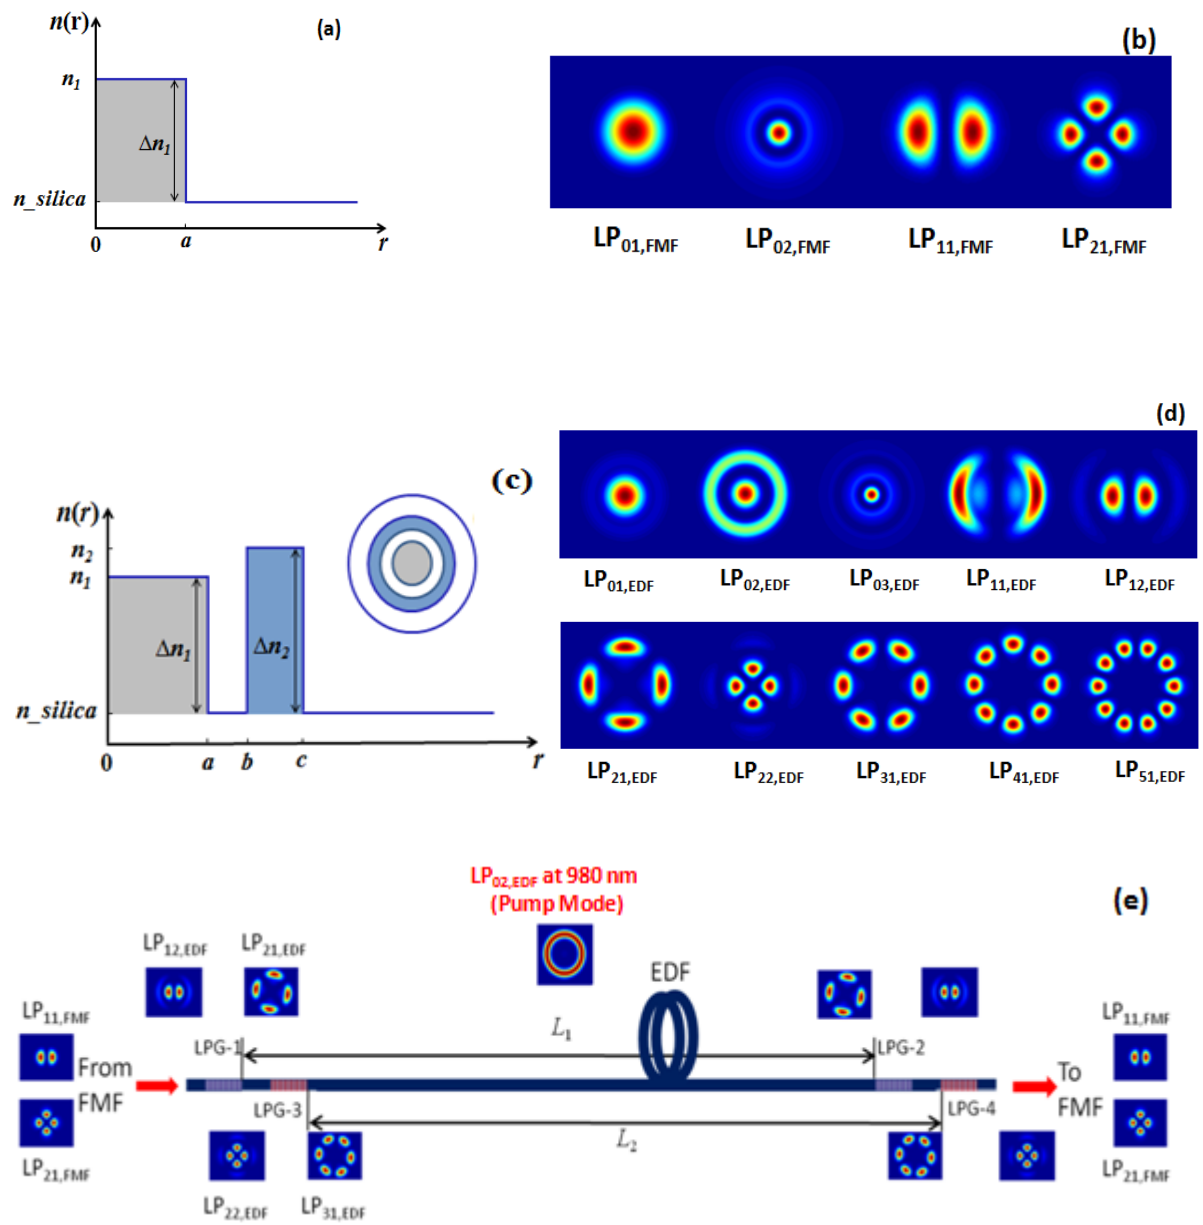 n(r)
(a)
n1
Δn1
n_silica
0
a
r
(b)
LP01,FMF
LP02,FMF
LP11,FMF
LP21,FMF
(c)
n(r)
n2
n1
Δn1
Δn2
n_silica
0
a
b
c
r
(d)
LP01,EDF
LP02,EDF
LP03,EDF
LP11,EDF
LP12,EDF
LP21,EDF
LP22,EDF
LP31,EDF
LP41,EDF
LP51,EDF
LP02,EDF at 980 nm
(Pump Mode)
(e)
LP12,EDF
LP21,EDF
EDF
LP11,FMF
LP11,FMF
L1
LPG-1
LPG-2
From
FMF
To
FMF
LPG-3
LPG-4
L2
LP21,FMF
LP21,FMF
LP22,EDF
LP31,EDF